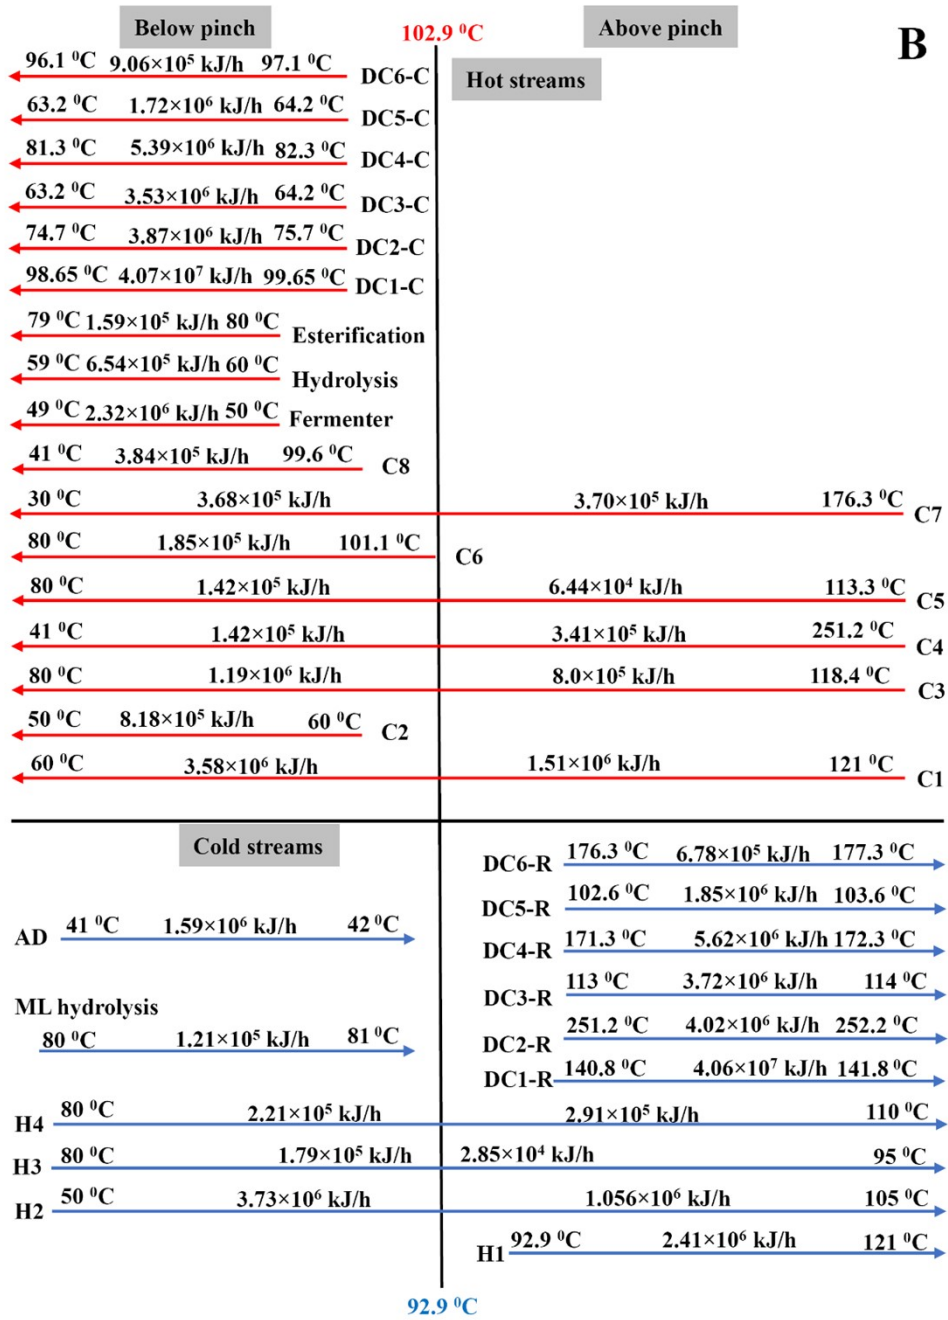 Below pinch 102.9 ⁰C Above pinch B
Hot streams
96.1 ⁰C 9.06×10⁵ kJ/h 97.1 ⁰C DC6-C
63.2 ⁰C 1.72×10⁶ kJ/h 64.2 ⁰C DC5-C
81.3 ⁰C 5.39×10⁶ kJ/h 82.3 ⁰C DC4-C
63.2 ⁰C 3.53×10⁶ kJ/h 64.2 ⁰C DC3-C
74.7 ⁰C 3.87×10⁶ kJ/h 75.7 ⁰C DC2-C
98.65 ⁰C 4.07×10⁷ kJ/h 99.65 ⁰C DC1-C
79 ⁰C 1.59×10⁵ kJ/h 80 ⁰C Esterification
59 ⁰C 6.54×10⁵ kJ/h 60 ⁰C Hydrolysis
49 ⁰C 2.32×10⁶ kJ/h 50 ⁰C Fermenter
41 ⁰C 3.84×10⁵ kJ/h 99.6 ⁰C C8
30 ⁰C 3.68×10⁵ kJ/h 3.70×10⁵ kJ/h 176.3 ⁰C C7
80 ⁰C 1.85×10⁵ kJ/h 101.1 ⁰C C6
80 ⁰C 1.42×10⁵ kJ/h 6.44×10⁴ kJ/h 113.3 ⁰C C5
41 ⁰C 1.42×10⁵ kJ/h 3.41×10⁵ kJ/h 251.2 ⁰C C4
80 ⁰C 1.19×10⁶ kJ/h 8.0×10⁵ kJ/h 118.4 ⁰C C3
50 ⁰C 8.18×10⁵ kJ/h 60 ⁰C C2
60 ⁰C 3.58×10⁶ kJ/h 1.51×10⁶ kJ/h 121 ⁰C C1
Cold streams
DC6-R 176.3 ⁰C 6.78×10⁵ kJ/h 177.3 ⁰C
DC5-R 102.6 ⁰C 1.85×10⁶ kJ/h 103.6 ⁰C
AD 41 ⁰C 1.59×10⁶ kJ/h 42 ⁰C
DC4-R 171.3 ⁰C 5.62×10⁶ kJ/h 172.3 ⁰C
DC3-R 113 ⁰C 3.72×10⁶ kJ/h 114 ⁰C
ML hydrolysis
80 ⁰C 1.21×10⁵ kJ/h 81 ⁰C
DC2-R 251.2 ⁰C 4.02×10⁶ kJ/h 252.2 ⁰C
DC1-R 140.8 ⁰C 4.06×10⁷ kJ/h 141.8 ⁰C
H4 80 ⁰C 2.21×10⁵ kJ/h 2.91×10⁵ kJ/h 110 ⁰C
H3 80 ⁰C 1.79×10⁵ kJ/h 2.85×10⁴ kJ/h 95 ⁰C
H2 50 ⁰C 3.73×10⁶ kJ/h 1.056×10⁶ kJ/h 105 ⁰C
H1 92.9 ⁰C 2.41×10⁶ kJ/h 121 ⁰C
92.9 ⁰C